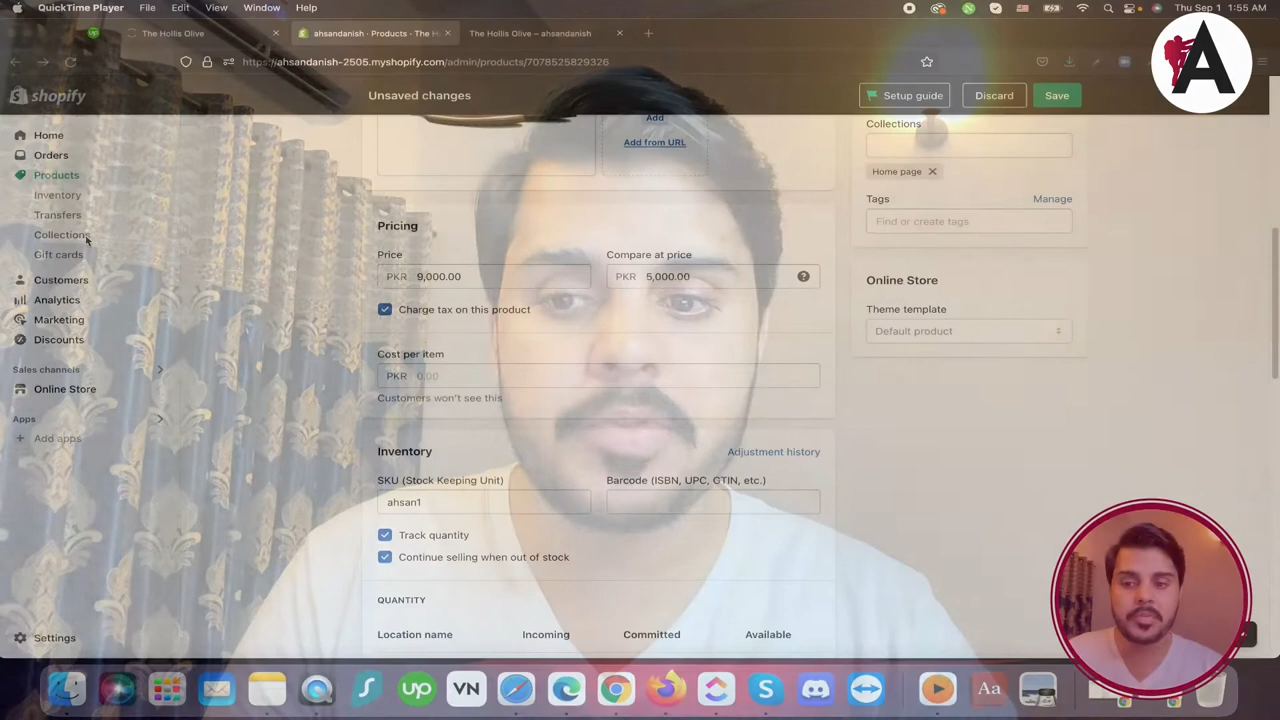 QuickTime Player File Edit View Window Help Thu Sep 1 1:55 AM
up The Hollis Olive × ahsandanish · Products · The H × The Hollis Olive – ahsandanish × +
https://ahsandanish-2505.myshopify.com/admin/products/7078525829326
shopify Unsaved changes Setup guide Discard Save
A
Home
Orders
Products
Inventory
Transfers
Collections
Gift cards
Customers
Analytics
Marketing
Discounts
Sales channels
Online Store
Apps
+ Add apps
Settings
Add
Add from URL
Pricing
Price Compare at price
PKR 9,000.00 PKR 5,000.00
Charge tax on this product
Cost per item
PKR 0.00
Customers won't see this
Inventory Adjustment history
SKU (Stock Keeping Unit) Barcode (ISBN, UPC, GTIN, etc.)
ahsan1
Track quantity
Continue selling when out of stock
QUANTITY
Location name Incoming Committed Available
Collections
Home page ×
Tags Manage
Find or create tags
Online Store
Theme template
Default product
up VN Aa